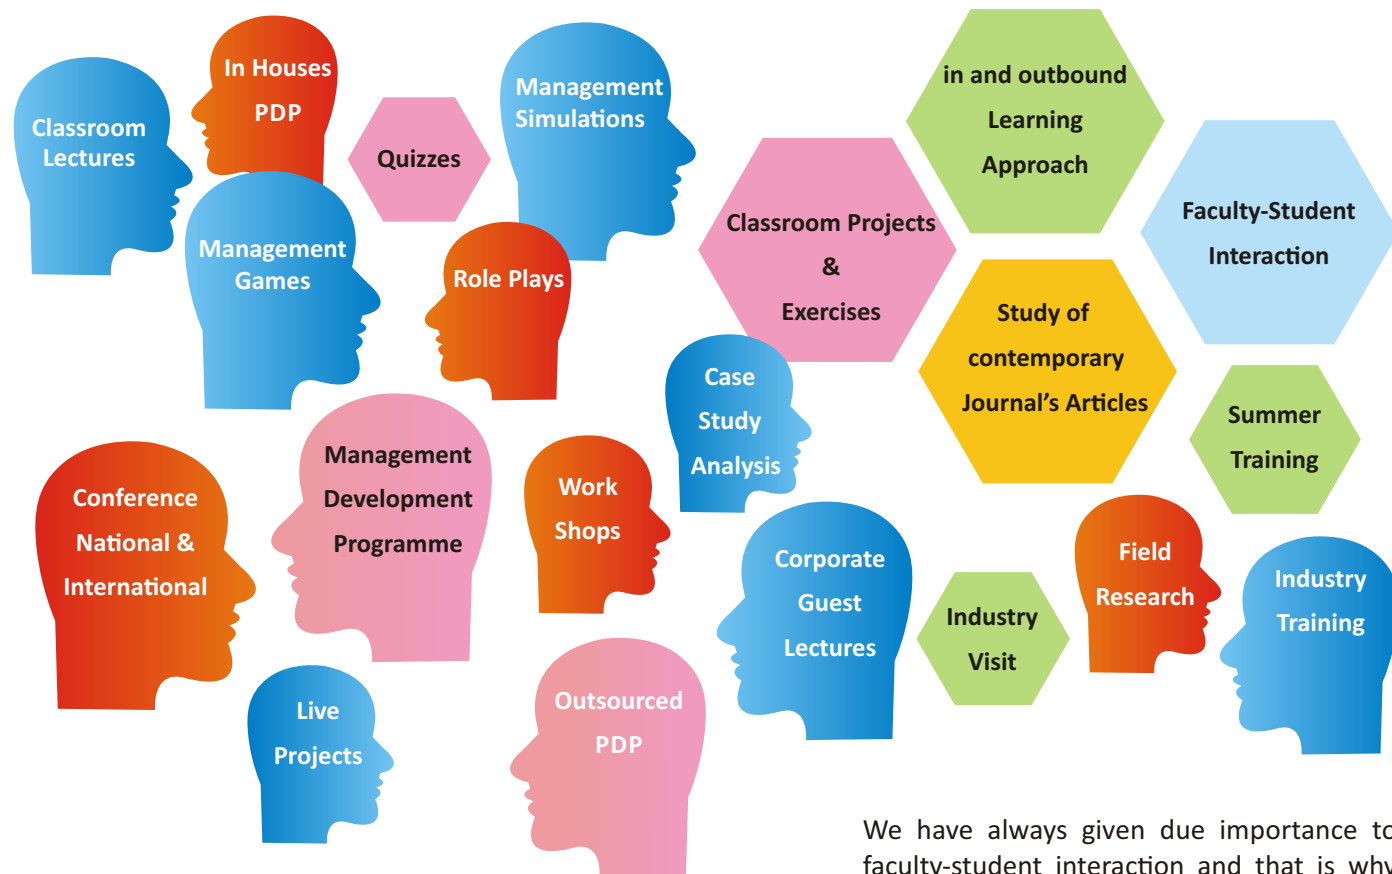 In Houses
PDP
Classroom
Lectures
Quizzes
Management
Simulations
in and outbound
Learning
Approach
Classroom Projects
&
Exercises
Faculty-Student
Interaction
Management
Games
Role Plays
Study of
contemporary
Journal’s Articles
Case
Study
Analysis
Summer
Training
Conference
National &
International
Management
Development
Programme
Work
Shops
Corporate
Guest
Lectures
Industry
Visit
Field
Research
Industry
Training
Live
Projects
Outsourced
PDP
We have always given due importance to
faculty-student interaction and that is why